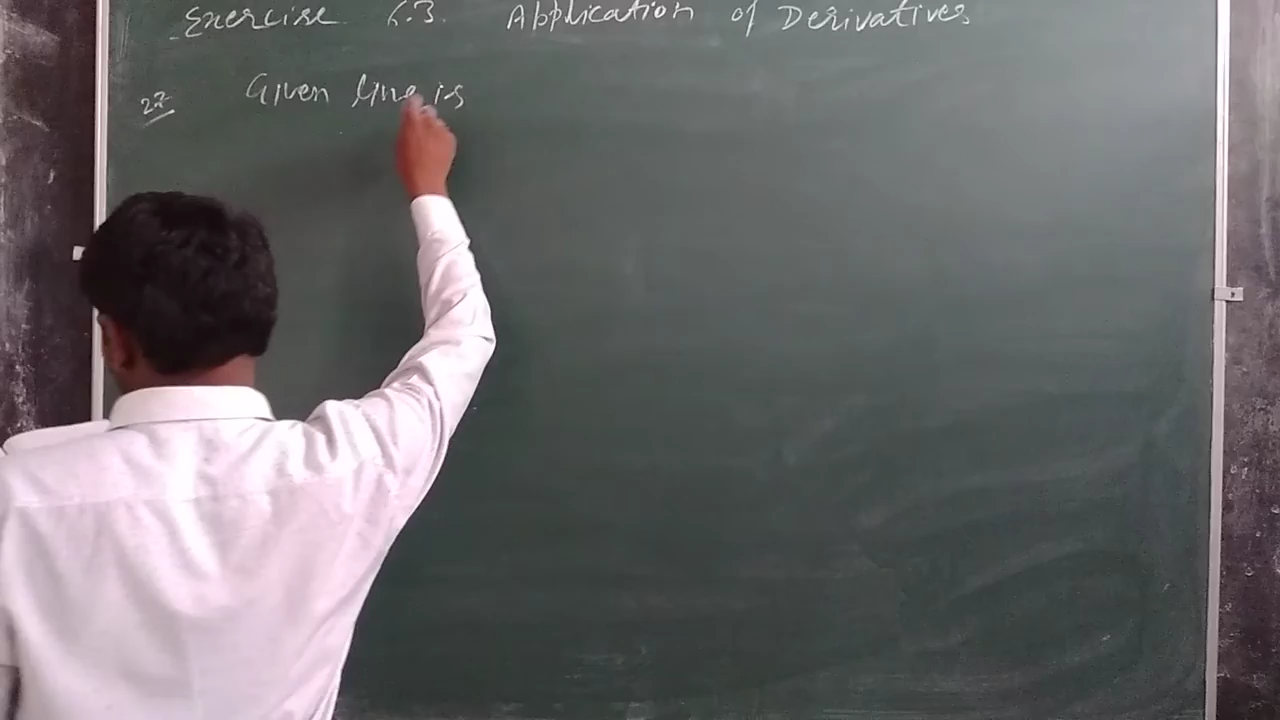 Exercise 6.3. Application of Derivatives
27 Given line is